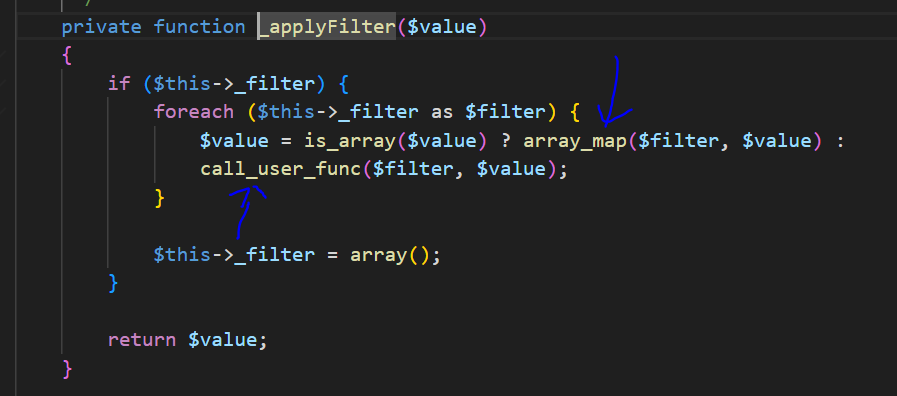 /
private function _applyFilter($value)
{
if ($this->_filter) {
foreach ($this->_filter as $filter) {
$value = is_array($value) ? array_map($filter, $value) :
call_user_func($filter, $value);
}
$this->_filter = array();
}
return $value;
}